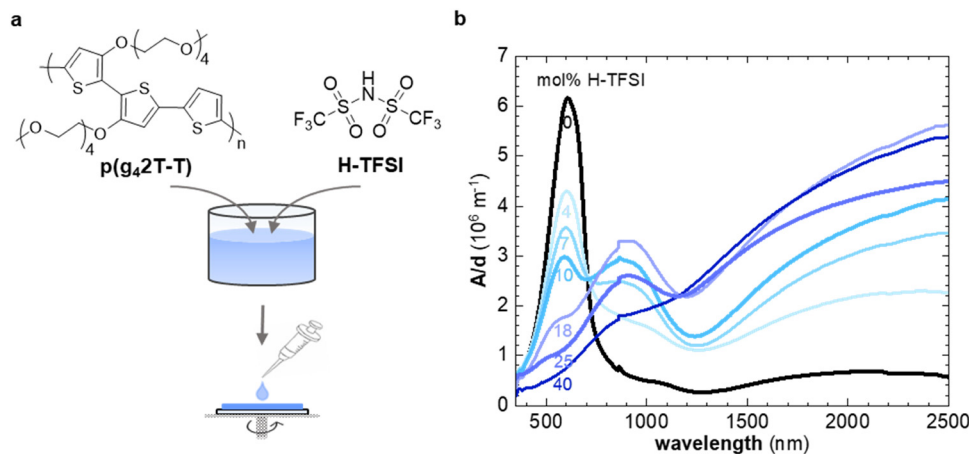 a
O
O
4
S
S
S
O
O
4
n
p(g₄2T-T)
H
N
O
O
S
S
F₃C
CF₃
O
O
H-TFSI
b
mol% H-TFSI
0
4
7
10
18
25
40
7
6
5
4
3
2
1
0
A/d (10⁶ m⁻¹)
500 1000 1500 2000 2500
wavelength (nm)